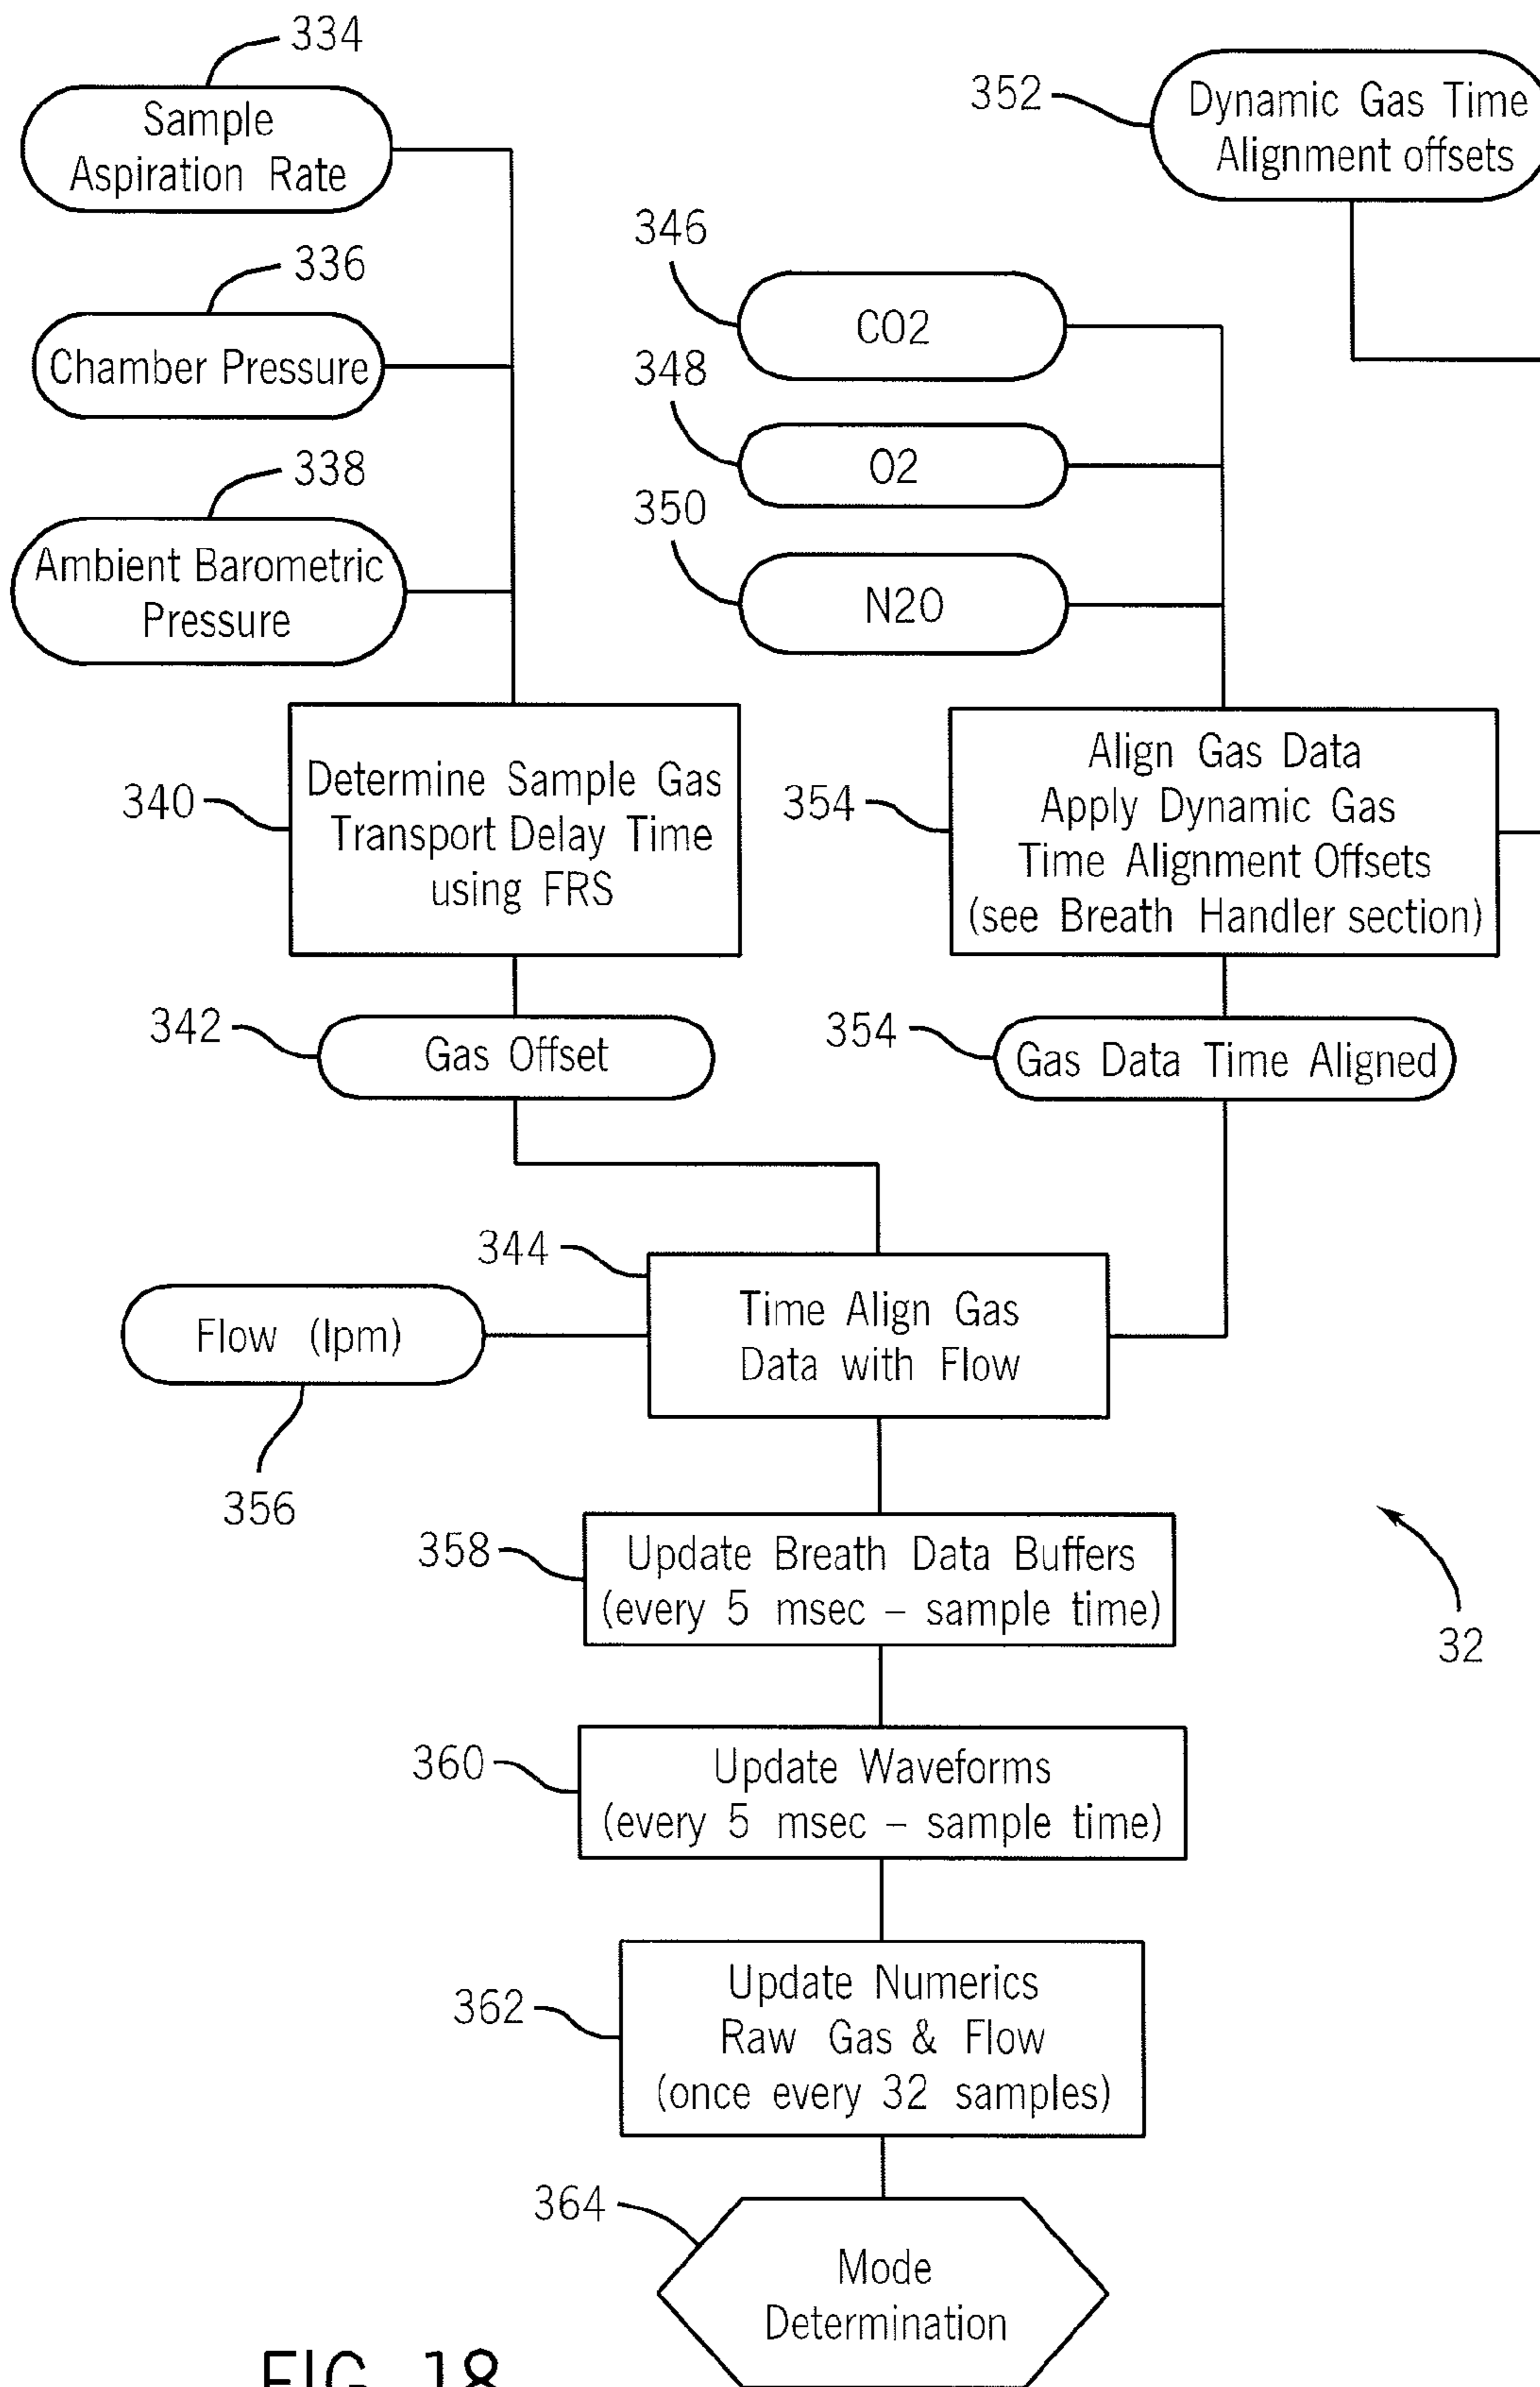 334
Sample
Aspiration Rate
352
Dynamic Gas Time
Alignment offsets
336
Chamber Pressure
346
CO2
348
O2
338
Ambient Barometric
Pressure
350
N2O
340
Determine Sample Gas
Transport Delay Time
using FRS
354
Align Gas Data
Apply Dynamic Gas
Time Alignment Offsets
(see Breath Handler section)
342
Gas Offset
354
Gas Data Time Aligned
344
Time Align Gas
Data with Flow
Flow (lpm)
356
358
Update Breath Data Buffers
(every 5 msec – sample time)
32
360
Update Waveforms
(every 5 msec – sample time)
362
Update Numerics
Raw Gas & Flow
(once every 32 samples)
364
Mode
Determination
FIG. 18